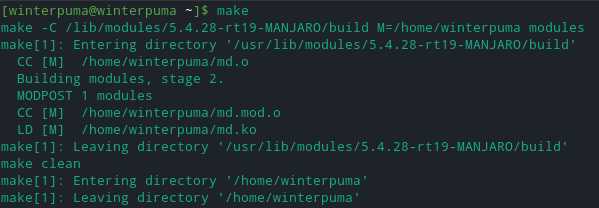 [winterpuma@winterpuma ~]$ make
make -C /lib/modules/5.4.28-rt19-MANJARO/build M=/home/winterpuma modules
make[1]: Entering directory '/usr/lib/modules/5.4.28-rt19-MANJARO/build'
  CC [M]  /home/winterpuma/md.o
  Building modules, stage 2.
  MODPOST 1 modules
  CC [M]  /home/winterpuma/md.mod.o
  LD [M]  /home/winterpuma/md.ko
make[1]: Leaving directory '/usr/lib/modules/5.4.28-rt19-MANJARO/build'
make clean
make[1]: Entering directory '/home/winterpuma'
make[1]: Leaving directory '/home/winterpuma'